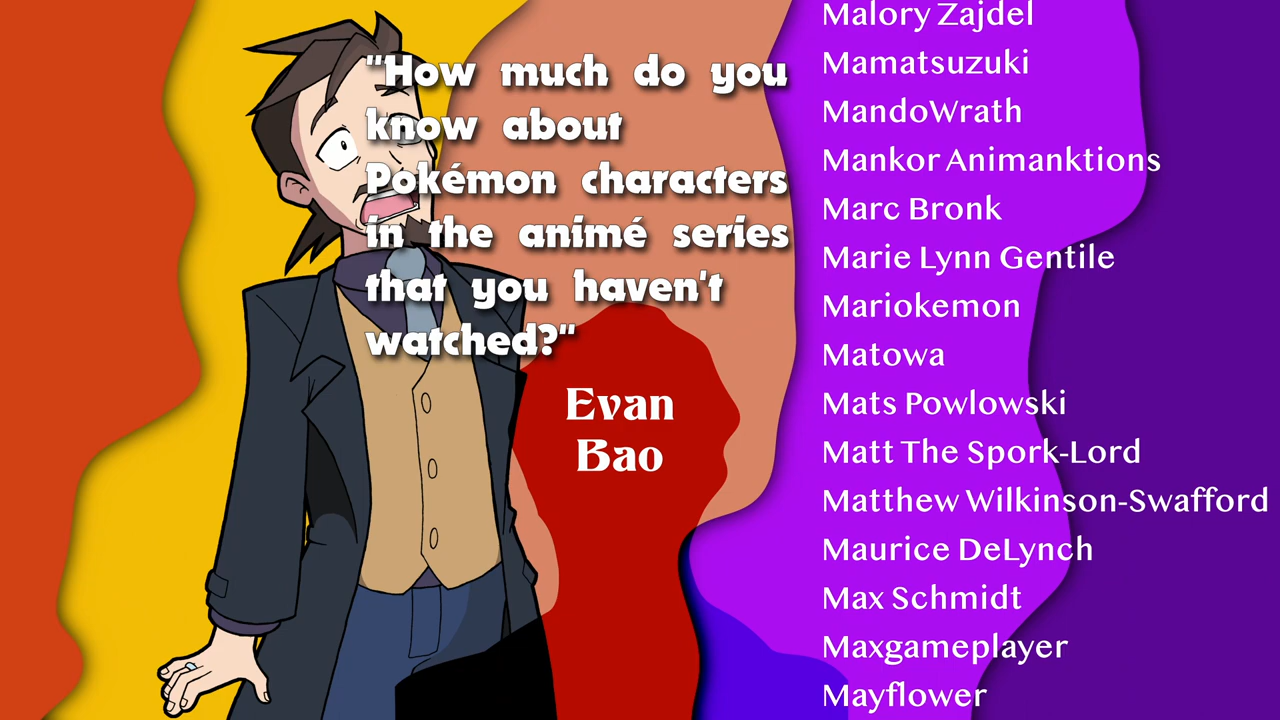 "How much do you
know about
Pokémon characters
in the animé series
that you haven't
watched?"
Evan
Bao
Malory Zajdel
Mamatsuzuki
MandoWrath
Mankor Animanktions
Marc Bronk
Marie Lynn Gentile
Mariokemon
Matowa
Mats Powlowski
Matt The Spork-Lord
Matthew Wilkinson-Swafford
Maurice DeLynch
Max Schmidt
Maxgameplayer
Mayflower